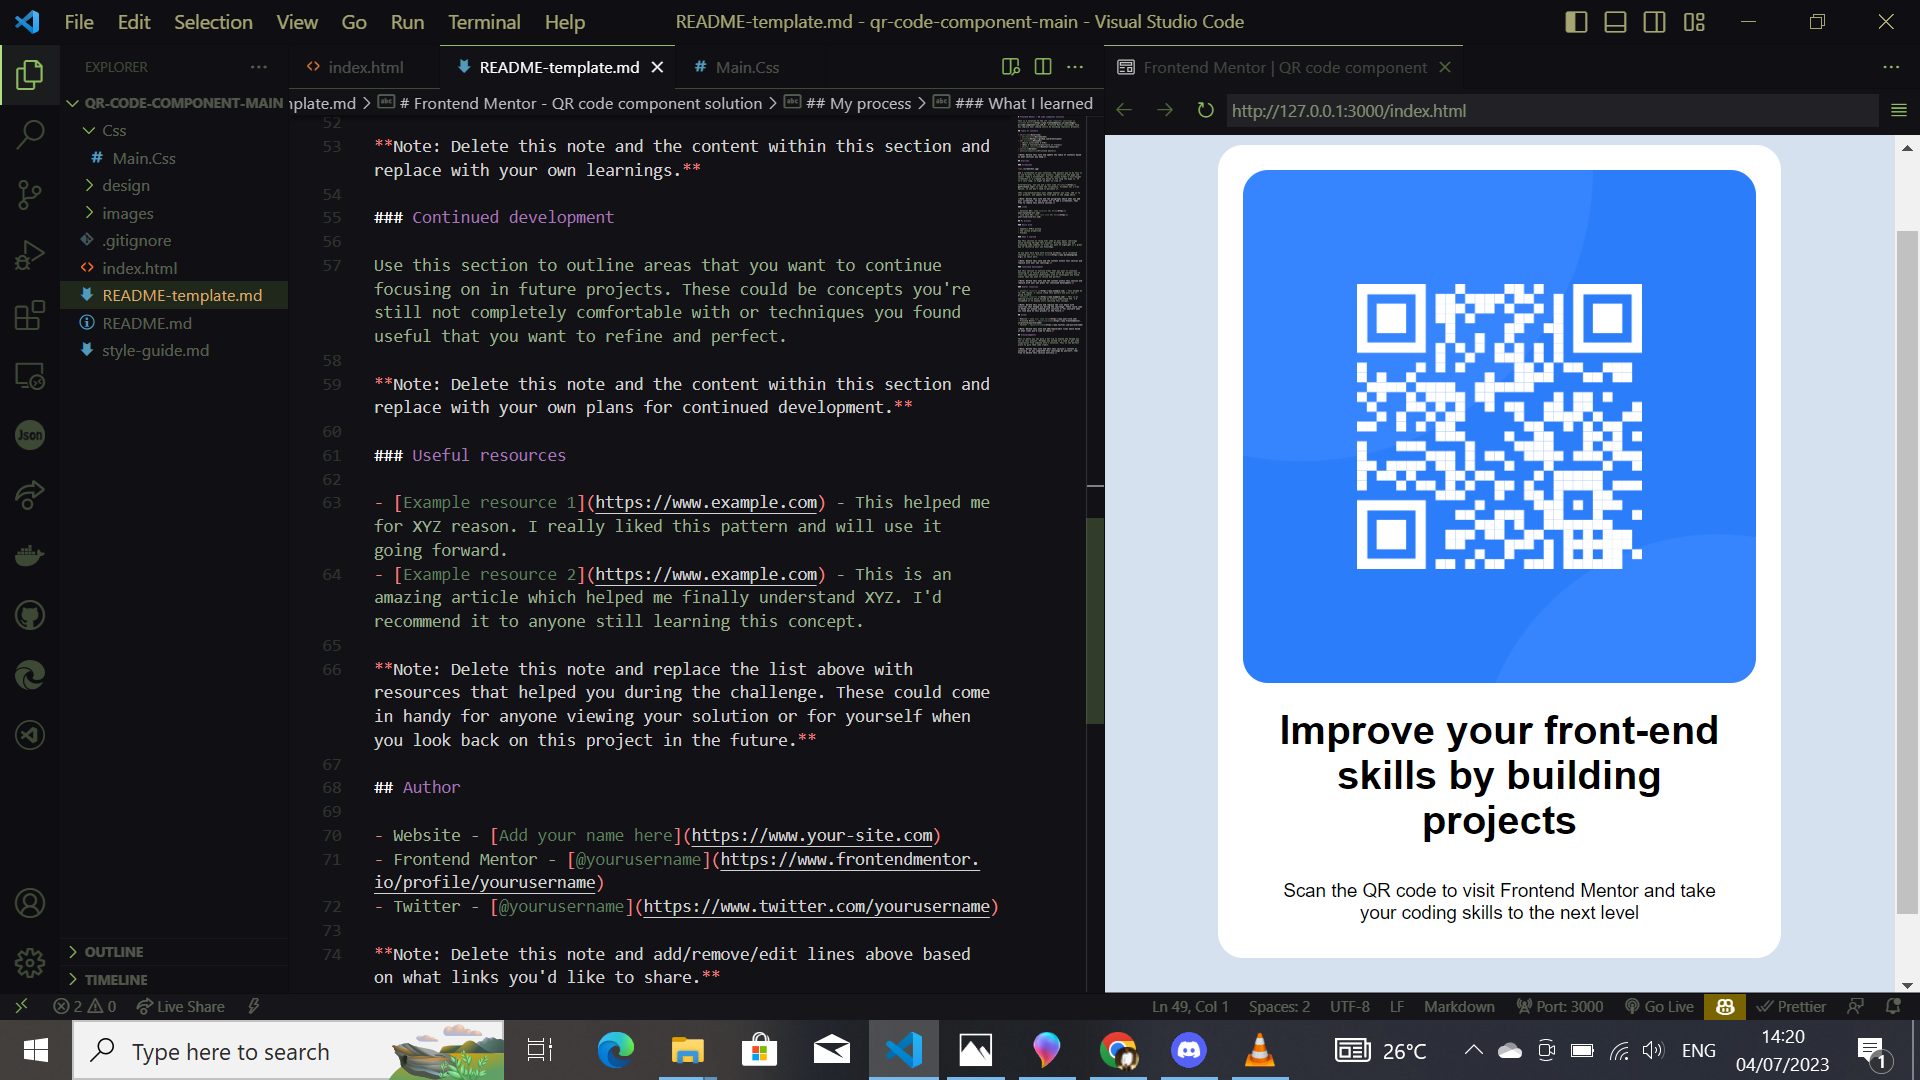 File Edit Selection View Go Run Terminal Help
README-template.md - qr-code-component-main - Visual Studio Code
EXPLORER
QR-CODE-COMPONENT-MAIN
Css
# Main.Css
design
images
.gitignore
index.html
README-template.md
README.md
style-guide.md
OUTLINE
TIMELINE
Json
index.html
README-template.md
# Main.Css
mplate.md > # Frontend Mentor - QR code component solution > ## My process > ### What I learned
52
53 **Note: Delete this note and the content within this section and
replace with your own learnings.**
54
55 ### Continued development
56
57 Use this section to outline areas that you want to continue
focusing on in future projects. These could be concepts you're
still not completely comfortable with or techniques you found
useful that you want to refine and perfect.
58
59 **Note: Delete this note and the content within this section and
replace with your own plans for continued development.**
60
61 ### Useful resources
62
63 - [Example resource 1](https://www.example.com) - This helped me
for XYZ reason. I really liked this pattern and will use it
going forward.
64 - [Example resource 2](https://www.example.com) - This is an
amazing article which helped me finally understand XYZ. I'd
recommend it to anyone still learning this concept.
65
66 **Note: Delete this note and replace the list above with
resources that helped you during the challenge. These could come
in handy for anyone viewing your solution or for yourself when
you look back on this project in the future.**
67
68 ## Author
69
70 - Website - [Add your name here](https://www.your-site.com)
71 - Frontend Mentor - [@yourusername](https://www.frontendmentor.
io/profile/yourusername)
72 - Twitter - [@yourusername](https://www.twitter.com/yourusername)
73
74 **Note: Delete this note and add/remove/edit lines above based
on what links you'd like to share.**
Frontend Mentor | QR code component
http://127.0.0.1:3000/index.html
Improve your front-end
skills by building
projects
Scan the QR code to visit Frontend Mentor and take
your coding skills to the next level
2 0 Live Share
Ln 49, Col 1 Spaces: 2 UTF-8 LF Markdown Port: 3000 Go Live Prettier
Type here to search
26°C
ENG
14:20
04/07/2023
1